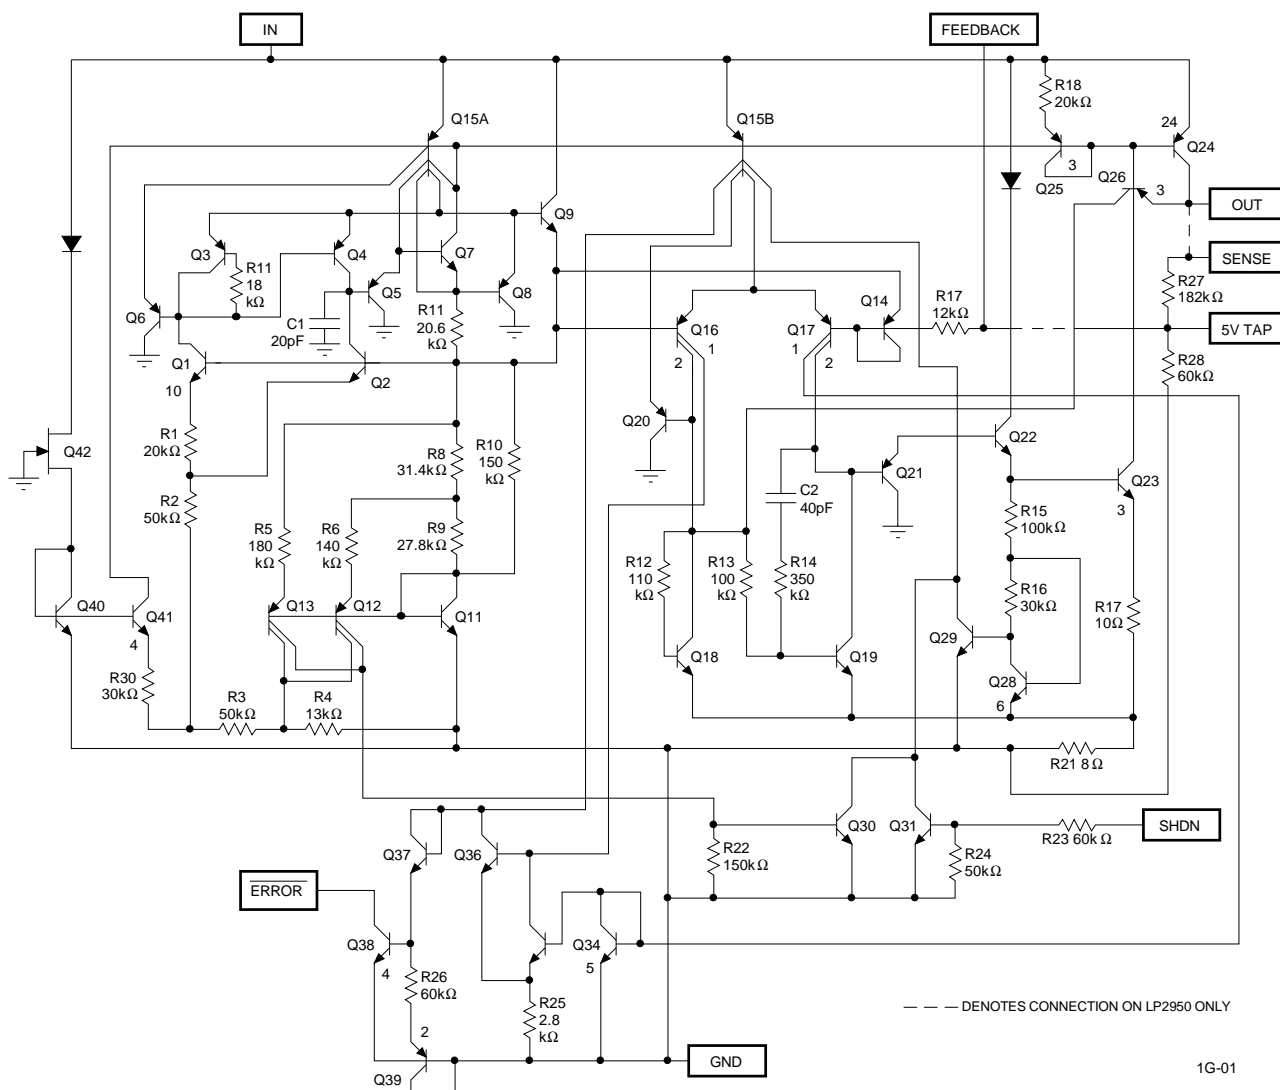 IN
FEEDBACK
R18
20kΩ
Q15A
Q15B
24
Q24
3
Q25
Q26
3
OUT
Q9
Q3
Q4
Q7
R11
18
kΩ
Q5
Q8
SENSE
R27
182kΩ
Q6
C1
20pF
R11
20.6
kΩ
Q14
R17
12kΩ
Q16
Q17
5V TAP
Q1
10
Q2
2
1
1
2
R28
60kΩ
Q20
R1
20kΩ
Q42
R8
31.4kΩ
R10
150
kΩ
Q22
Q21
Q23
3
R2
50kΩ
C2
40pF
R5
180
kΩ
R6
140
kΩ
R9
27.8kΩ
R15
100kΩ
R12
110
kΩ
R13
100
kΩ
R14
350
kΩ
R16
30kΩ
R17
10Ω
Q40
Q41
4
Q13
Q12
Q11
Q29
Q18
Q19
Q28
6
R30
30kΩ
R3
50kΩ
R4
13kΩ
R21 8Ω
Q37
Q36
R22
150kΩ
Q30
Q31
R24
50kΩ
R23 60kΩ
SHDN
ERROR
Q38
4
Q34
5
R26
60kΩ
R25
2.8
kΩ
DENOTES CONNECTION ON LP2950 ONLY
2
Q39
GND
1G-01